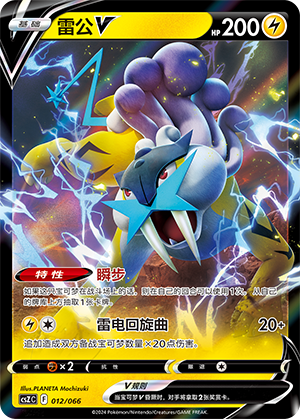 基础
雷公V
HP 200
特性 瞬步
如果这只宝可梦在战斗场上的话，则在自己的回合可以使用1次。从自己
的牌库上方抽取1张卡牌。
雷电回旋曲 20+
追加造成双方备战宝可梦数量×20点伤害。
弱点 ×2 抗性 撤退
Illus.PLANETA Mochizuki
csZC F 012/066
V规则
当宝可梦V昏厥时，对手将拿取2张奖赏卡。
©2024 Pokémon/Nintendo/Creatures/GAME FREAK.